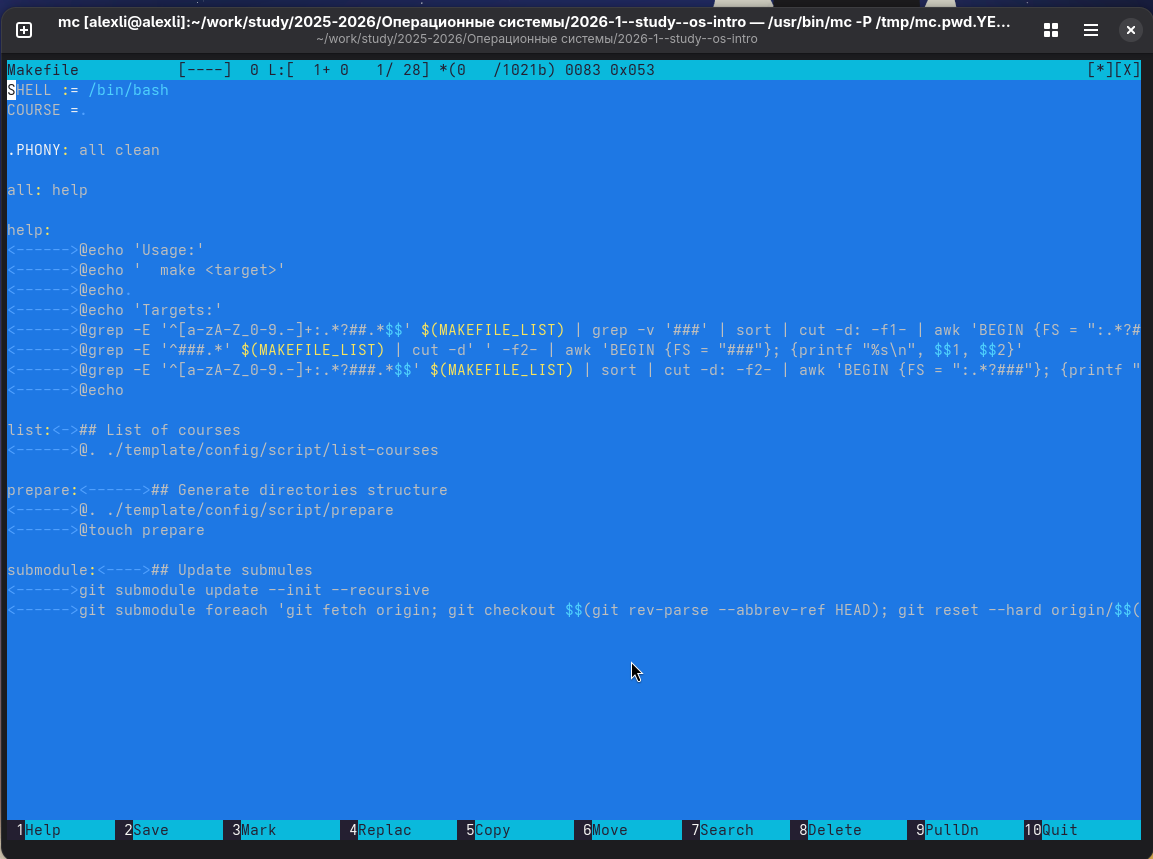 mc [alexli@alexli]:~/work/study/2025-2026/Операционные системы/2026-1--study--os-intro — /usr/bin/mc -P /tmp/mc.pwd.YE…
~/work/study/2025-2026/Операционные системы/2026-1--study--os-intro
Makefile           [----]  0 L:[  1+ 0   1/ 28] *(0   /1021b) 0083 0x053                                                [*][X]
SHELL := /bin/bash
COURSE =.
.PHONY: all clean
all: help
help:
<------>@echo 'Usage:'
<------>@echo '  make <target>'
<------>@echo.
<------>@echo 'Targets:'
<------>@grep -E '^[a-zA-Z_0-9.-]+:.*?##.*$$' $(MAKEFILE_LIST) | grep -v '###' | sort | cut -d: -f1- | awk 'BEGIN {FS = ":.*?#
<------>@grep -E '^###.*' $(MAKEFILE_LIST) | cut -d' ' -f2- | awk 'BEGIN {FS = "###"}; {printf "%s\n", $$1, $$2}'
<------>@grep -E '^[a-zA-Z_0-9.-]+:.*?###.*$$' $(MAKEFILE_LIST) | sort | cut -d: -f2- | awk 'BEGIN {FS = ":.*?###"}; {printf "
<------>@echo
list:<->## List of courses
<------>@. ./template/config/script/list-courses
prepare:<------>## Generate directories structure
<------>@. ./template/config/script/prepare
<------>@touch prepare
submodule:<---->## Update submules
<------>git submodule update --init --recursive
<------>git submodule foreach 'git fetch origin; git checkout $$(git rev-parse --abbrev-ref HEAD); git reset --hard origin/$$(
1Help 2Save 3Mark 4Replac 5Copy 6Move 7Search 8Delete 9PullDn 10Quit